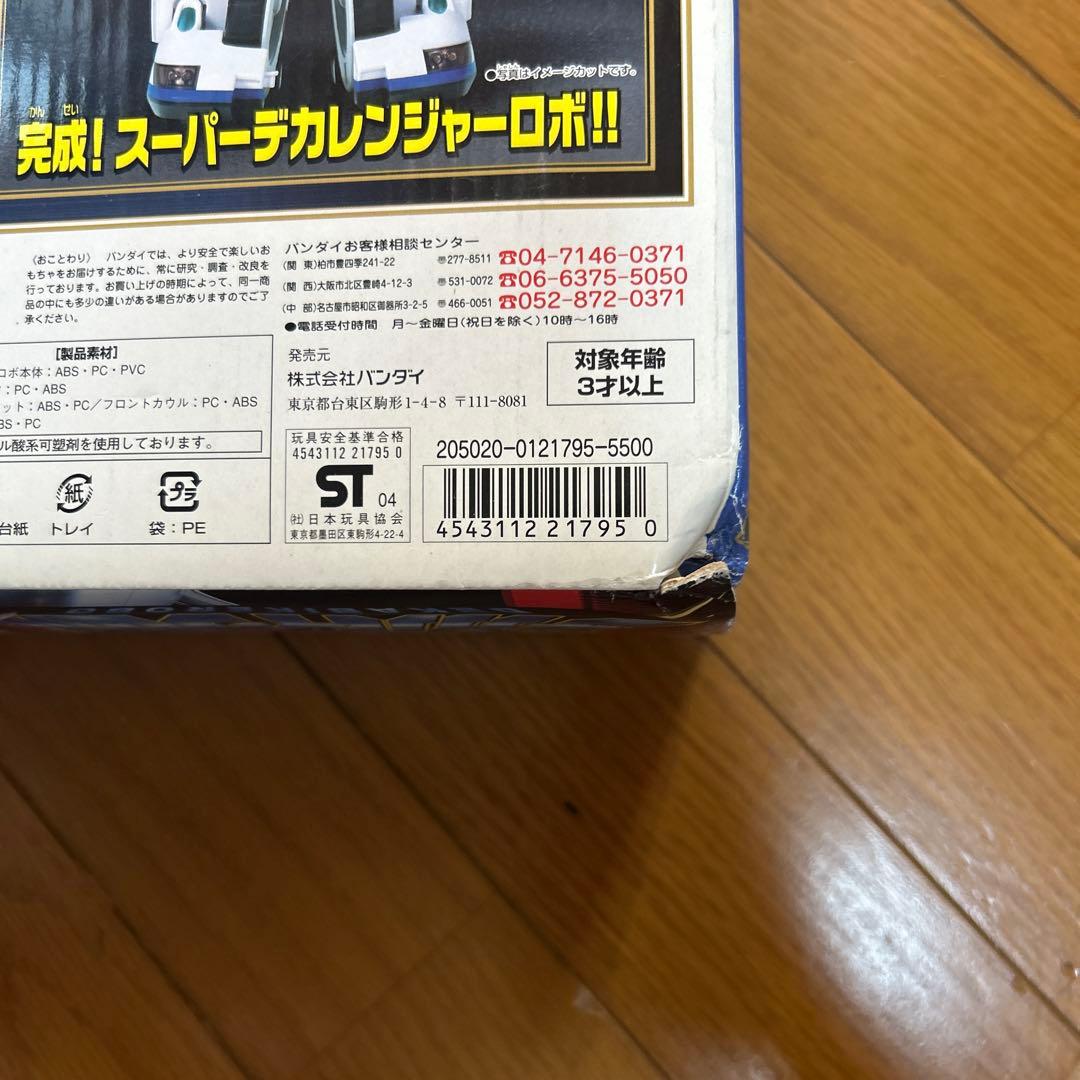 ●写真はイメージカットです。
完成！スーパーデカレンジャーロボ!!
かん せい
（おことわり） バンダイでは、より安全で楽しいお
もちゃをお届けするために、常に研究・調査・改良を
行っております。お買い上げの時期によって、同一商
品の中にも多少の違いがある場合がありますのでご了
承ください。
バンダイお客様相談センター
(関 東)柏市豊四季241-22 〠277-8511 ☎04-7146-0371
(関 西)大阪市北区豊崎4-12-3 〠531-0072 ☎06-6375-5050
(中 部)名古屋市昭和区御器所3-2-5 〠466-0051 ☎052-872-0371
●電話受付時間 月～金曜日(祝日を除く)10時～16時
[製品素材]
ロボ本体：ABS・PC・PVC
：PC・ABS
ット：ABS・PC／フロントカウル：PC・ABS
BS・PC
ル酸系可塑剤を使用しております。
台紙 トレイ
紙
プラ
袋：PE
発売元
株式会社バンダイ
東京都台東区駒形1-4-8 〒111-8081
対象年齢
3才以上
玩具安全基準合格
4543112 21795 0
ST 04
(社)日本玩具協会
東京都墨田区東駒形4-22-4
205020-0121795-5500
4543112 217950